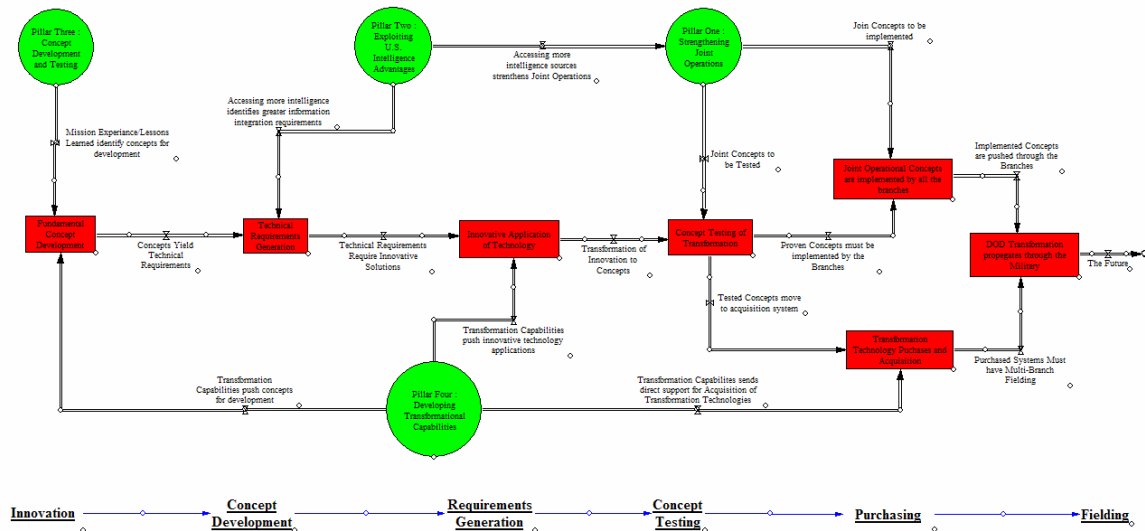 Pillar Three :
Concept
Development
and Testing
Pillar Two :
Exploiting
U.S.
Intelligence
Advantages
Accessing more
intelligence sources
strenthens Joint Operations
Pillar One :
Strengthening
Joint
Operations
Join Concepts to be
implemented
Accessing more intelligence
identifies greater information
integration requirements
Mission Experiance/Lessons
Learned identify concepts for
development
Joint Concepts to
be Tested
Joint Operational Concepts
are implemented by all the
branches
Implemented Concepts
are pushed through the
Branches
Fundamental
Concept
Development
Concepts Yield
Technical
Requirements
Technical
Requirements
Generation
Technical Requirements
Require Innovative
Solutions
Innovative Application
of Technology
Transformation of
Innovation to
Concepts
Concept Testing of
Transformation
Proven Concepts must be
implemented by the
Branches
DOD Transformation
propegates through the
Military
The Future
Tested Concepts move
to acquisition system
Transformation Capabilities
push innovative technology
applications
Transformation
Technology Puchases and
Acquisition
Purchased Systems Must
have Multi-Branch
Fielding
Transformation
Capabilities push concepts
for development
Pillar Four :
Developing
Transformational
Capabilities
Transformation Capabilites sends
direct support for Acquisition of
Transformation Technologies
Innovation
Concept
Development
Requirements
Generation
Concept
Testing
Purchasing
Fielding